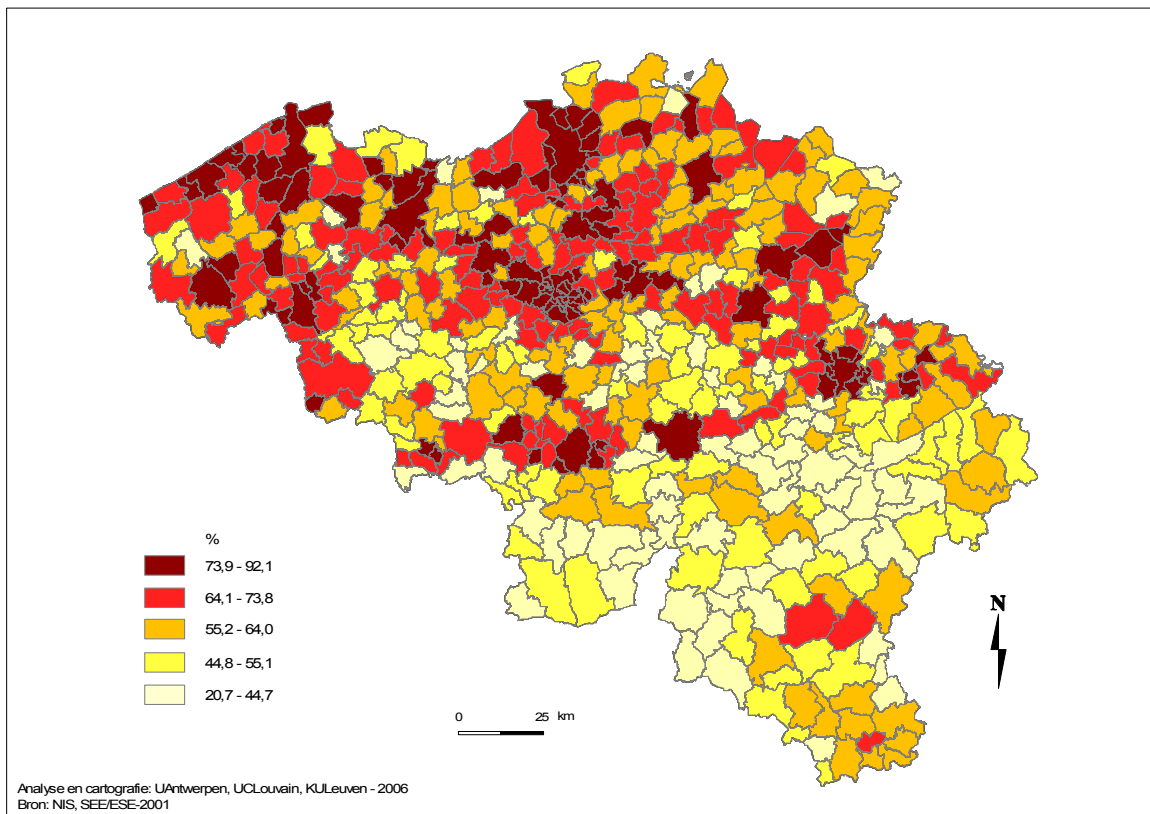 %
73,9 - 92,1
64,1 - 73,8
55,2 - 64,0
44,8 - 55,1
20,7 - 44,7
N
0 25 km
Analyse en cartografie: UAntwerpen, UCLouvain, KULeuven - 2006
Bron: NIS, SEE/ESE-2001